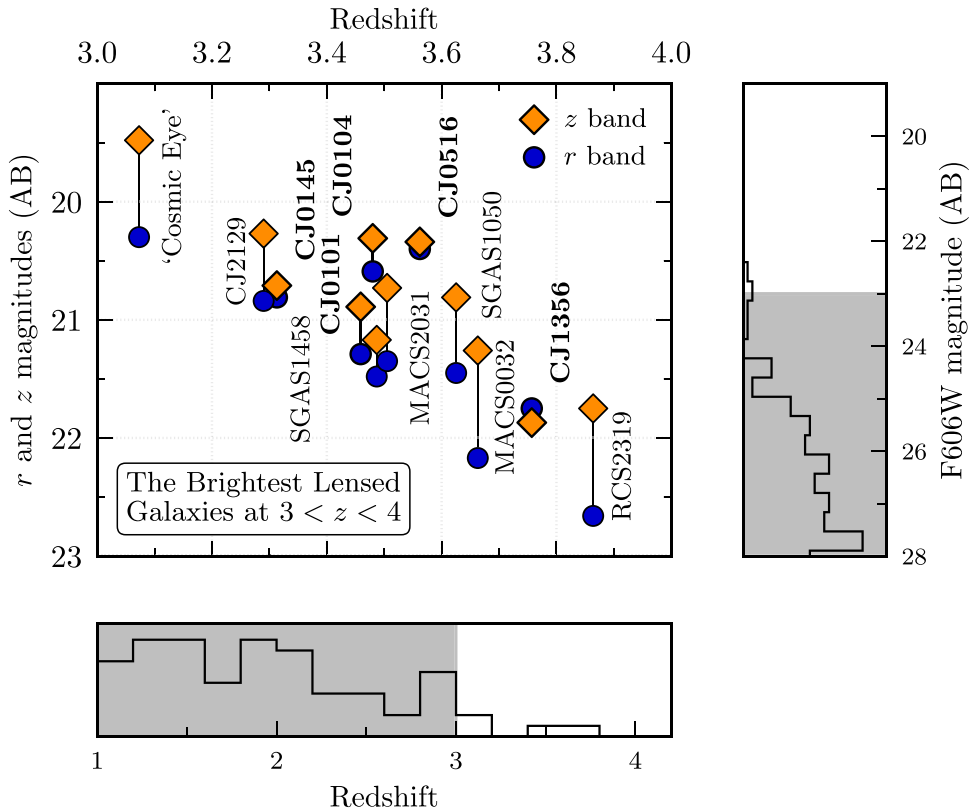 Redshift
3.0 3.2 3.4 3.6 3.8 4.0
r and z magnitudes (AB)
20
21
22
23
z band
r band
'Cosmic Eye'
CJ2129
CJ0145
SGAS1458
CJ0101
CJ0104
MACS2031
CJ0516
SGAS1050
MACS0032
CJ1356
RCS2319
The Brightest Lensed
Galaxies at 3 < z < 4
20
22
24
26
28
F606W magnitude (AB)
1 2 3 4
Redshift